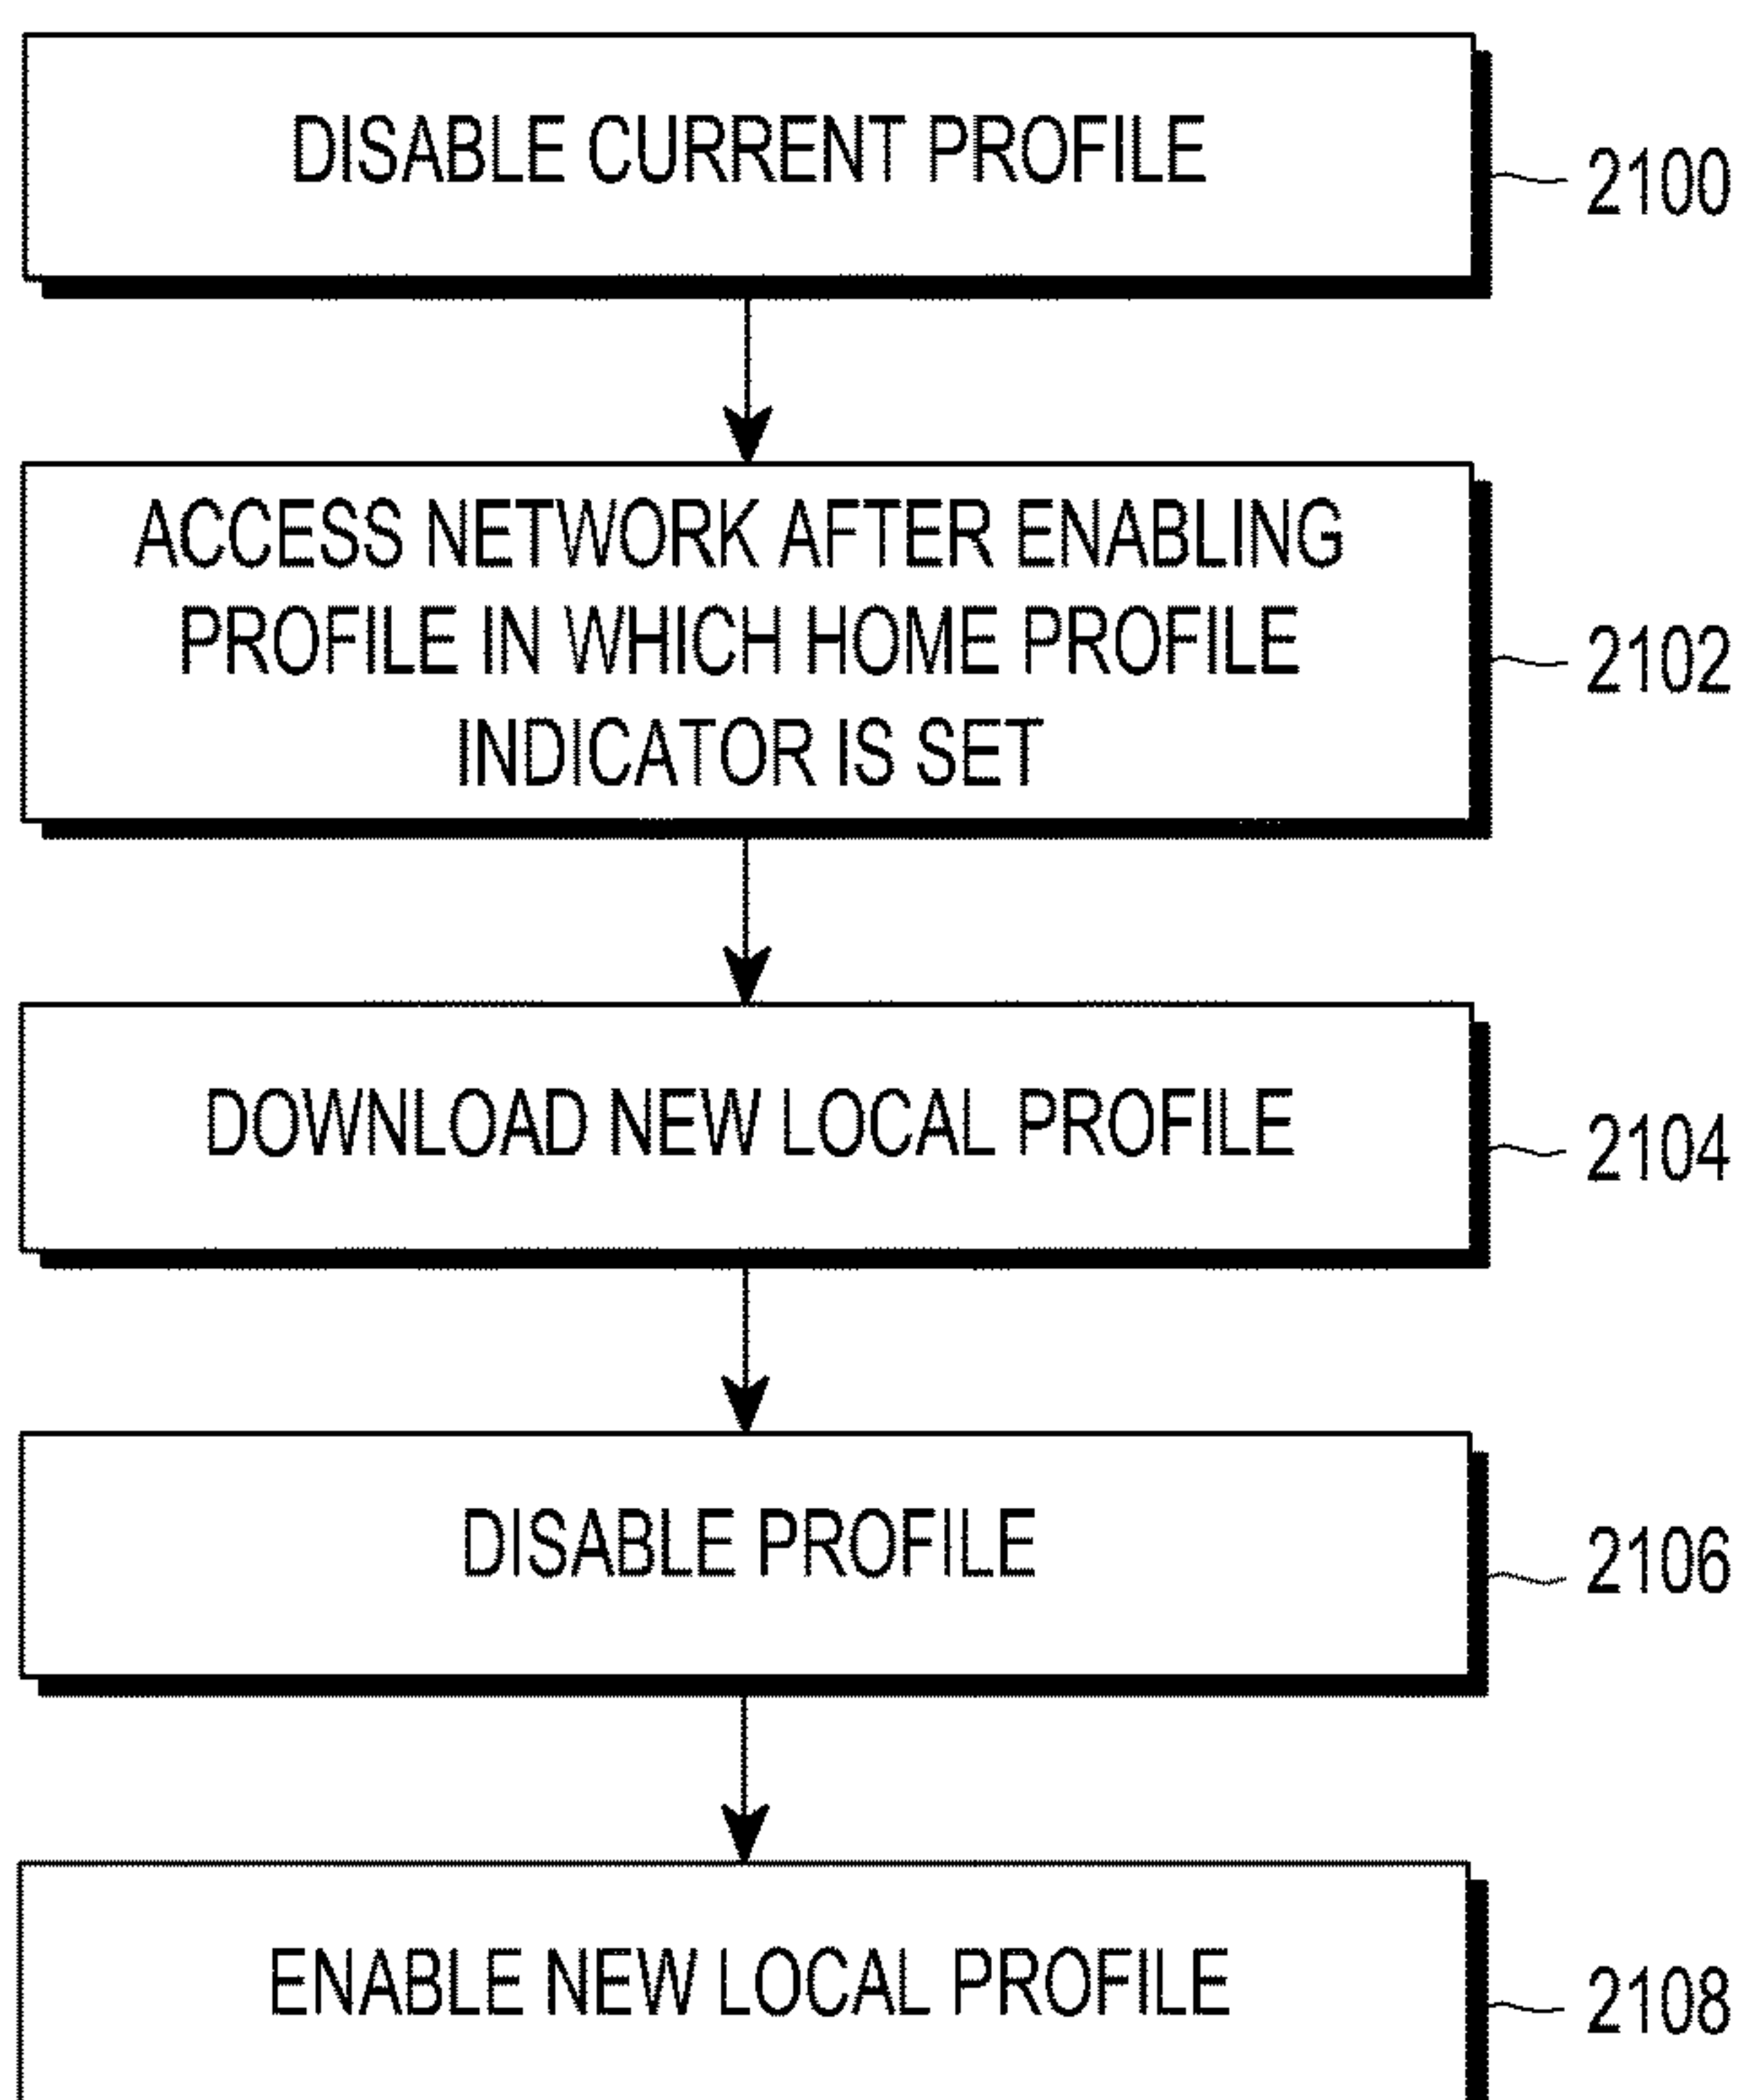 DISABLE CURRENT PROFILE
2100
ACCESS NETWORK AFTER ENABLING
PROFILE IN WHICH HOME PROFILE
INDICATOR IS SET
2102
DOWNLOAD NEW LOCAL PROFILE
2104
DISABLE PROFILE
2106
ENABLE NEW LOCAL PROFILE
2108